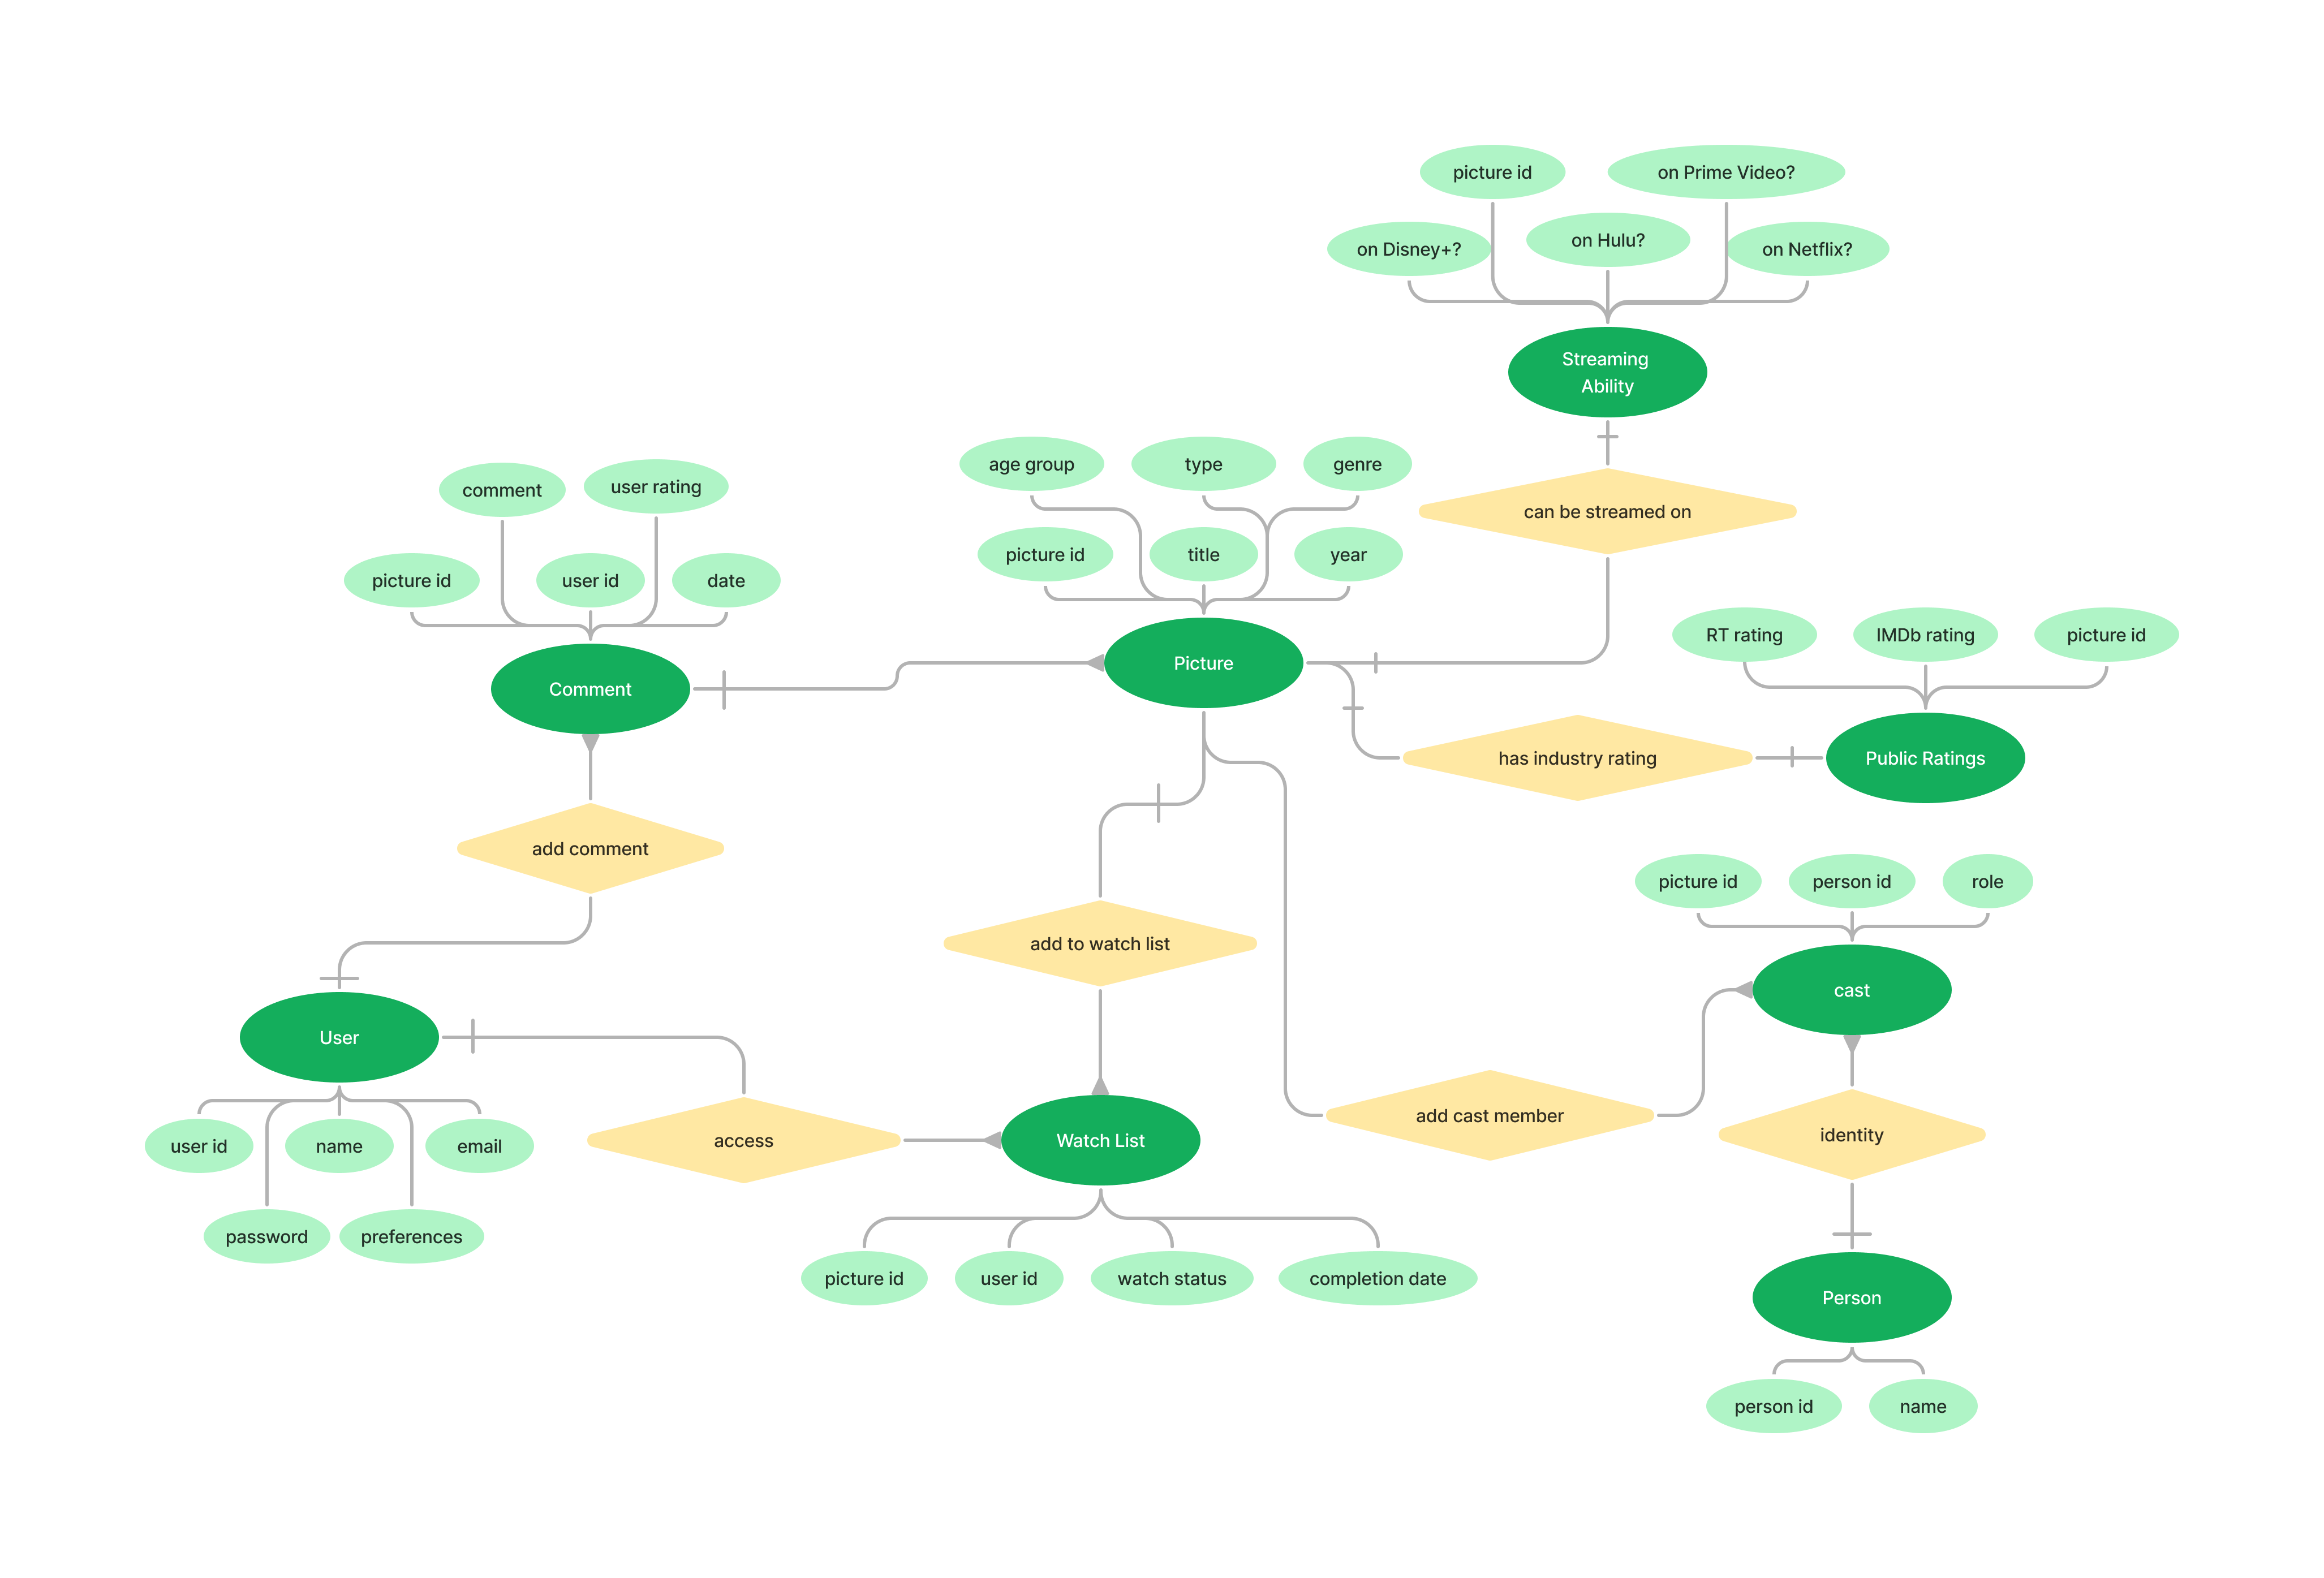 picture id
on Prime Video?
on Disney+?
on Hulu?
on Netflix?
Streaming
Ability
can be streamed on
age group
type
genre
picture id
title
year
Picture
comment
user rating
picture id
user id
date
Comment
RT rating
IMDb rating
picture id
has industry rating
Public Ratings
add comment
add to watch list
picture id
person id
role
cast
User
user id
name
email
password
preferences
access
Watch List
add cast member
identity
picture id
user id
watch status
completion date
Person
person id
name